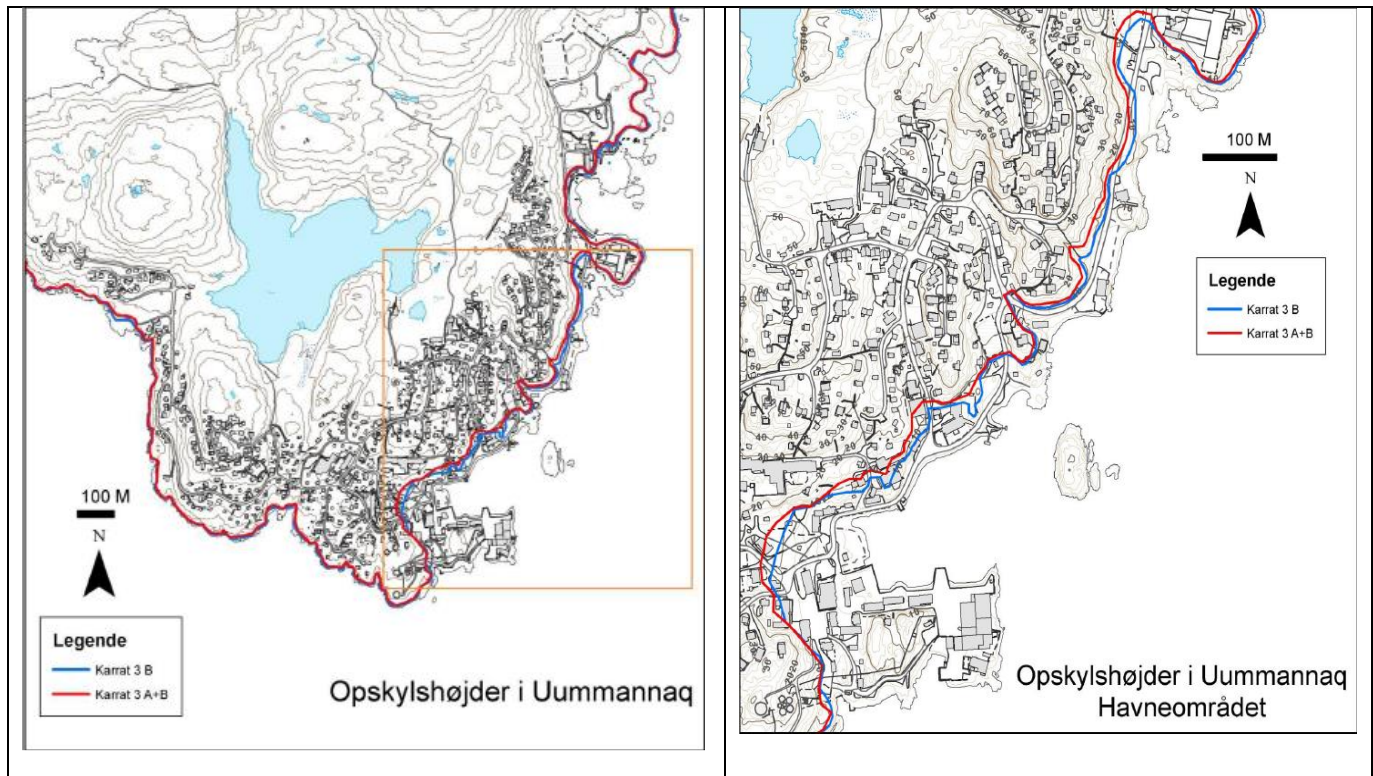 100 M
N
Legende
Karrat 3 B
Karrat 3 A+B
Opskylshøjder i Uummannaq
100 M
N
Legende
Karrat 3 B
Karrat 3 A+B
Opskylshøjder i Uummannaq
Havneområdet